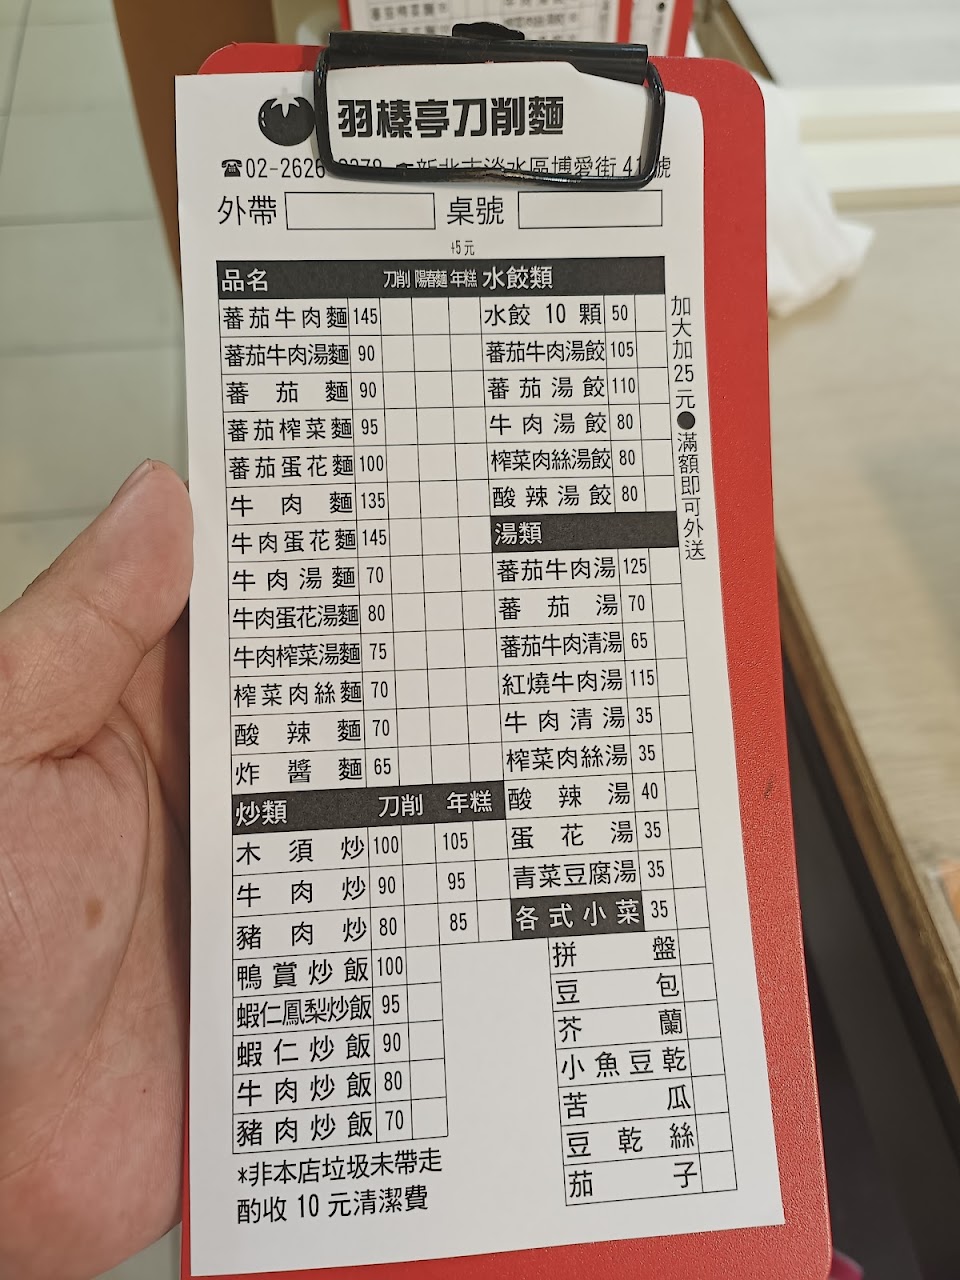 羽榛亭刀削麵
☎02-2626 新北市淡水區博愛街 41 號
外帶 桌號
+5元
品名 刀削 陽春麵 年糕
蕃茄牛肉麵 145
蕃茄牛肉湯麵 90
蕃茄麵 90
蕃茄榨菜麵 95
蕃茄蛋花麵 100
牛肉麵 135
牛肉蛋花麵 145
牛肉湯麵 70
牛肉蛋花湯麵 80
牛肉榨菜湯麵 75
榨菜肉絲麵 70
酸辣麵 70
炸醬麵 65
炒類 刀削 年糕
木須炒 100 105
牛肉炒 90 95
豬肉炒 80 85
鴨賞炒飯 100
蝦仁鳳梨炒飯 95
蝦仁炒飯 90
牛肉炒飯 80
豬肉炒飯 70
*非本店垃圾未帶走
酌收 10 元清潔費
水餃類
水餃 10 顆 50
蕃茄牛肉湯餃 105
蕃茄湯餃 110
牛肉湯餃 80
榨菜肉絲湯餃 80
酸辣湯餃 80
湯類
蕃茄牛肉湯 125
蕃茄湯 70
蕃茄牛肉清湯 65
紅燒牛肉湯 115
牛肉清湯 35
榨菜肉絲湯 35
酸辣湯 40
蛋花湯 35
青菜豆腐湯 35
各式小菜 35
拼盤
豆包
芥蘭
小魚豆乾
苦瓜
豆乾絲
茄子
加大加25元●滿額即可外送